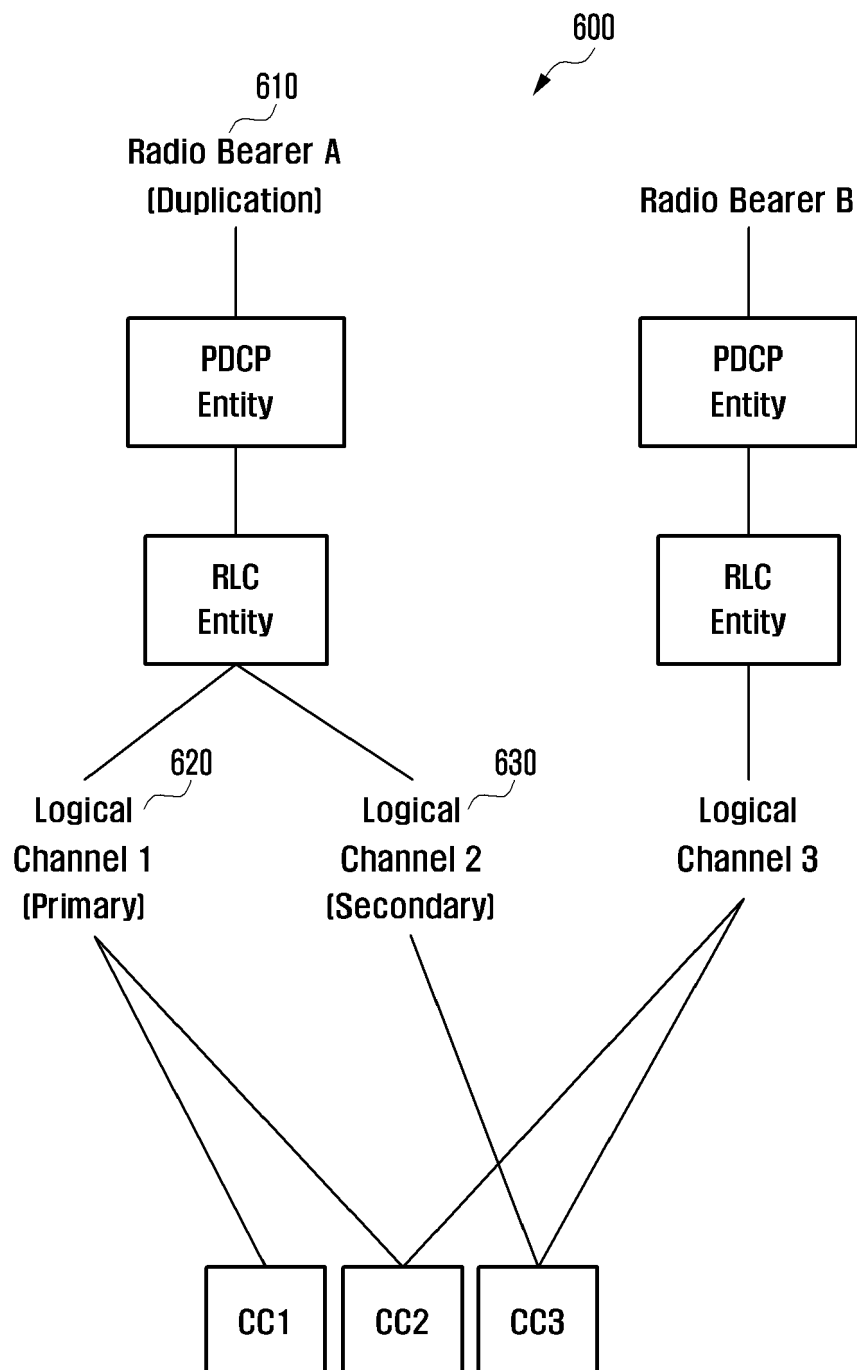 600
610
Radio Bearer A
(Duplication)
Radio Bearer B
PDCP
Entity
PDCP
Entity
RLC
Entity
RLC
Entity
620
630
Logical
Channel 1
(Primary)
Logical
Channel 2
(Secondary)
Logical
Channel 3
CC1
CC2
CC3